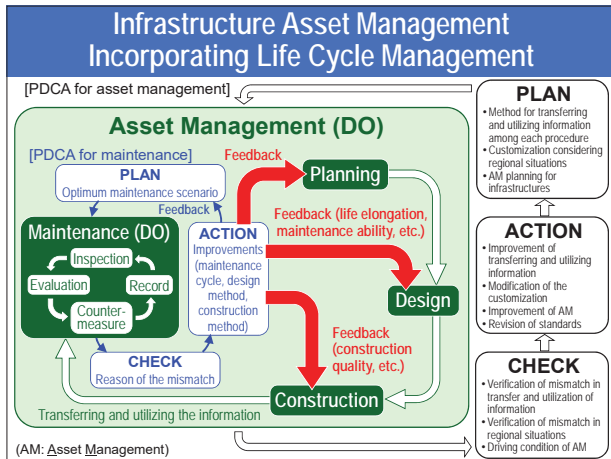 Infrastructure Asset Management
Incorporating Life Cycle Management
[PDCA for asset management]
Asset Management (DO)
[PDCA for maintenance]
PLAN
Optimum maintenance scenario
Feedback
Maintenance (DO)
Inspection
Evaluation
Record
Counter-
measure
ACTION
Improvements
(maintenance
cycle, design
method,
construction
method)
CHECK
Reason of the mismatch
Feedback
Planning
Feedback (life elongation,
maintenance ability, etc.)
Design
Feedback
(construction
quality, etc.)
Construction
Transferring and utilizing the information
(AM: Asset Management)
PLAN
• Method for transferring
and utilizing information
among each procedure
• Customization considering
regional situations
• AM planning for
infrastructures
ACTION
• Improvement of
transferring and utilizing
information
• Modification of the
customization
• Improvement of AM
• Revision of standards
CHECK
• Verification of mismatch in
transfer and utilization of
information
• Verification of mismatch in
regional situations
• Driving condition of AM